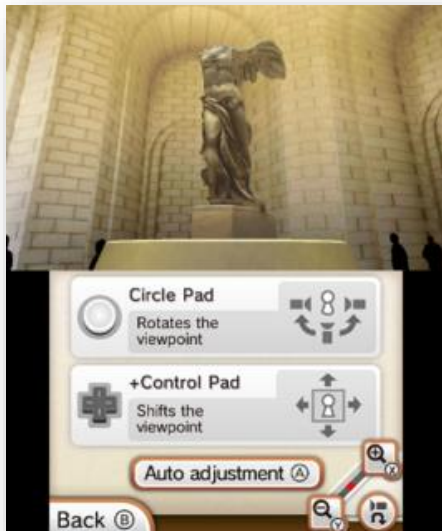 Circle Pad
Rotates the
viewpoint
+Control Pad
Shifts the
viewpoint
Auto adjustment Ⓐ
Ⓧ
Back Ⓑ
Ⓨ